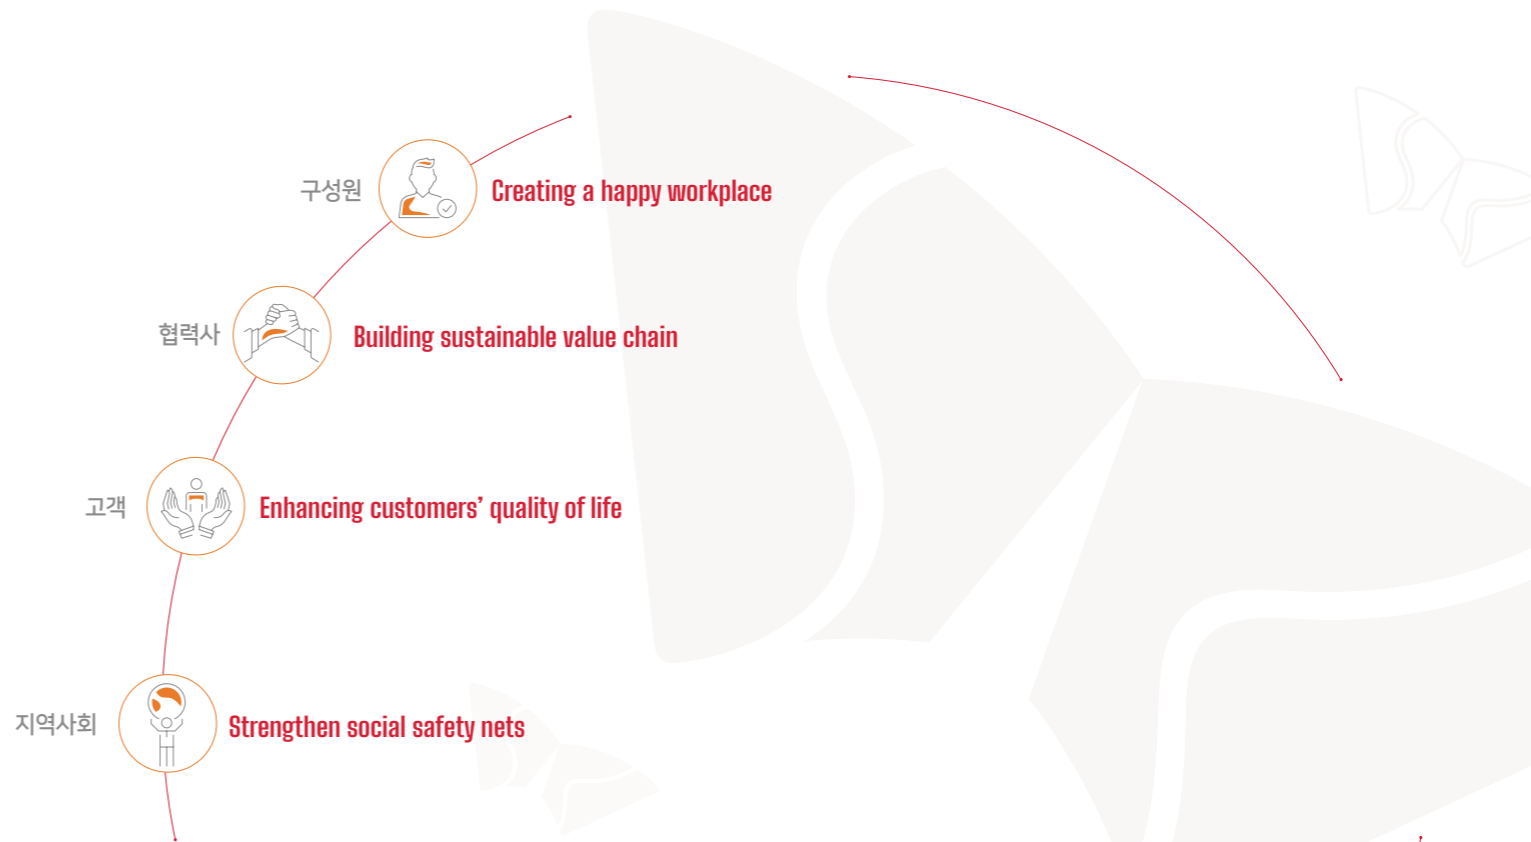 구성원
Creating a happy workplace
협력사
Building sustainable value chain
고객
Enhancing customers’ quality of life
지역사회
Strengthen social safety nets